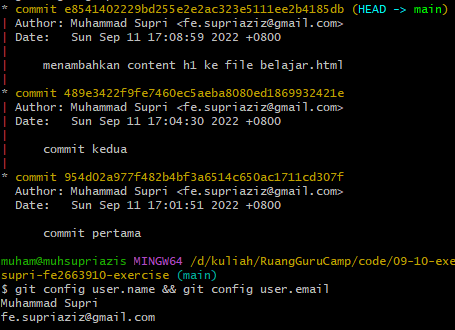 * commit e8541402229bd255e2e2ac323e5111ee2b4185db (HEAD -> main)
| Author: Muhammad Supri <fe.supriaziz@gmail.com>
| Date:   Sun Sep 11 17:08:59 2022 +0800
|
|     menambahkan content h1 ke file belajar.html
|
* commit 489e3422f9fe7460ec5aeba8080ed1869932421e
| Author: Muhammad Supri <fe.supriaziz@gmail.com>
| Date:   Sun Sep 11 17:04:30 2022 +0800
|
|     commit kedua
|
* commit 954d02a977f482b4bf3a6514c650ac1711cd307f
  Author: Muhammad Supri <fe.supriaziz@gmail.com>
  Date:   Sun Sep 11 17:01:51 2022 +0800

      commit pertama

muham@muhsupriazis MINGW64 /d/kuliah/RuangGuruCamp/code/09-10-exe
supri-fe2663910-exercise (main)
$ git config user.name && git config user.email
Muhammad Supri
fe.supriaziz@gmail.com